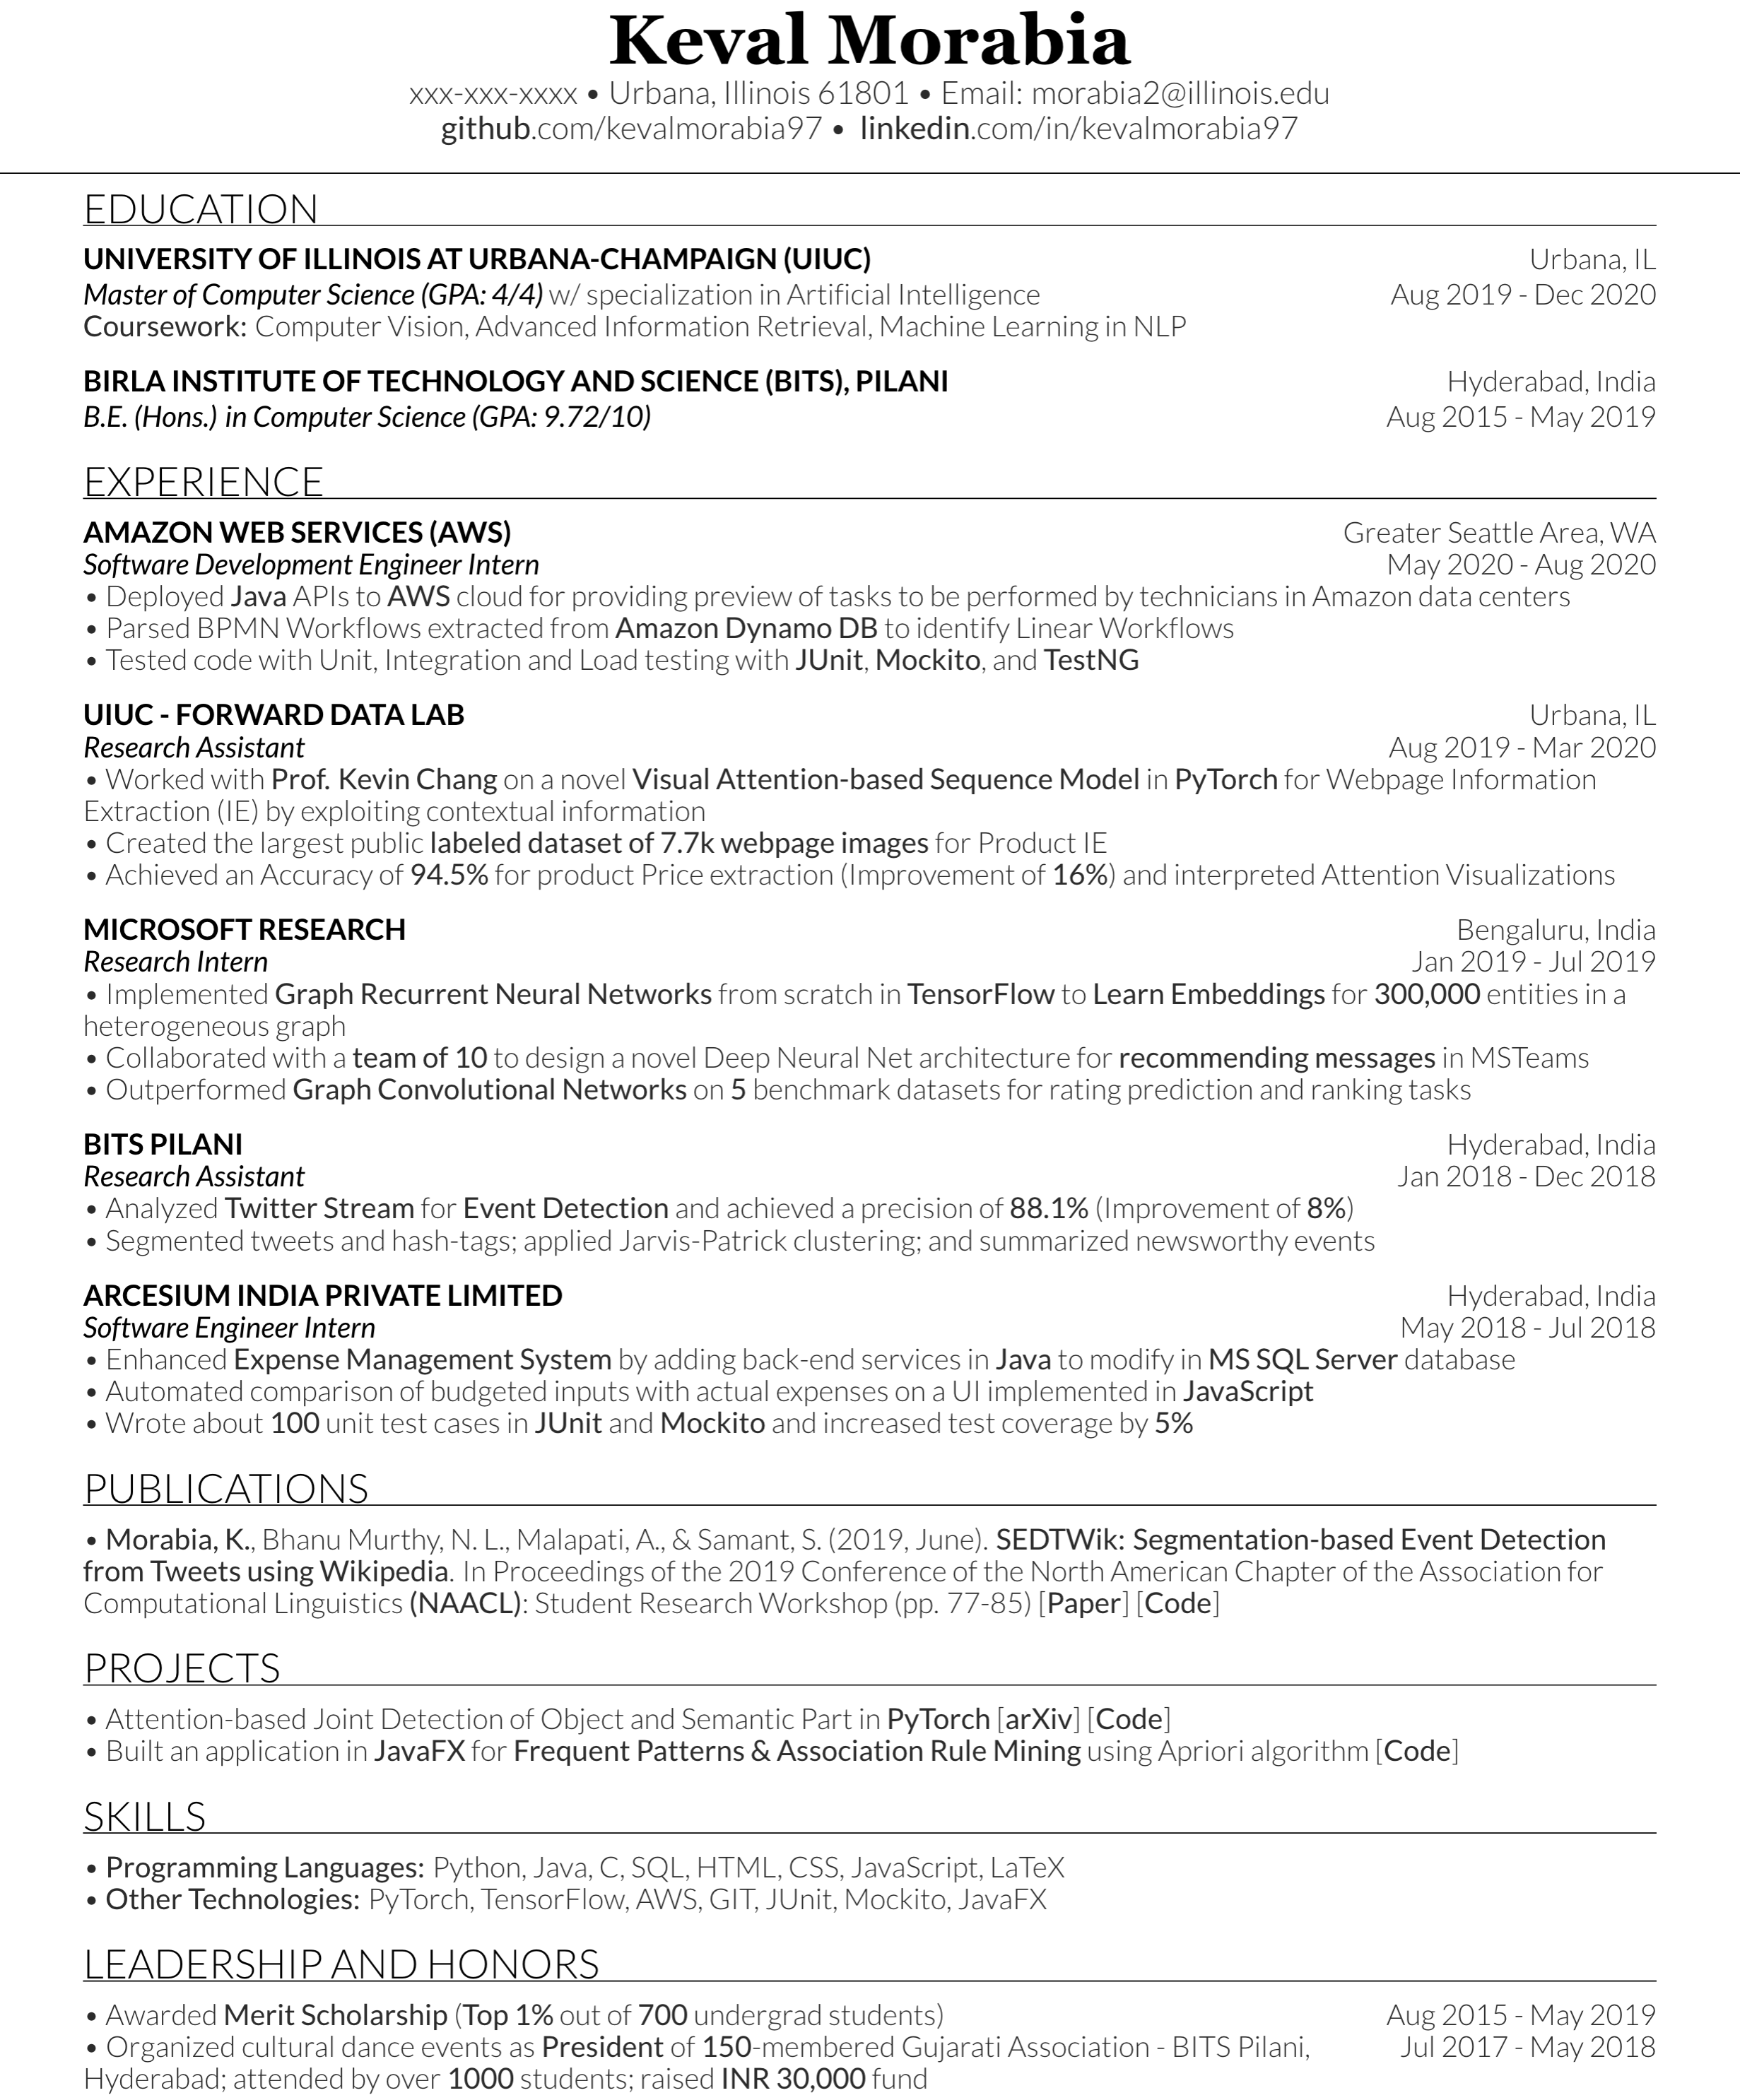 Keval Morabia
xxx-xxx-xxxx • Urbana, Illinois 61801 • Email: morabia2@illinois.edu
github.com/kevalmorabia97 • linkedin.com/in/kevalmorabia97
EDUCATION
UNIVERSITY OF ILLINOIS AT URBANA-CHAMPAIGN (UIUC) Urbana, IL
Master of Computer Science (GPA: 4/4) w/ specialization in Artificial Intelligence Aug 2019 - Dec 2020
Coursework: Computer Vision, Advanced Information Retrieval, Machine Learning in NLP
BIRLA INSTITUTE OF TECHNOLOGY AND SCIENCE (BITS), PILANI Hyderabad, India
B.E. (Hons.) in Computer Science (GPA: 9.72/10) Aug 2015 - May 2019
EXPERIENCE
AMAZON WEB SERVICES (AWS) Greater Seattle Area, WA
Software Development Engineer Intern May 2020 - Aug 2020
• Deployed Java APIs to AWS cloud for providing preview of tasks to be performed by technicians in Amazon data centers
• Parsed BPMN Workflows extracted from Amazon Dynamo DB to identify Linear Workflows
• Tested code with Unit, Integration and Load testing with JUnit, Mockito, and TestNG
UIUC - FORWARD DATA LAB Urbana, IL
Research Assistant Aug 2019 - Mar 2020
• Worked with Prof. Kevin Chang on a novel Visual Attention-based Sequence Model in PyTorch for Webpage Information
Extraction (IE) by exploiting contextual information
• Created the largest public labeled dataset of 7.7k webpage images for Product IE
• Achieved an Accuracy of 94.5% for product Price extraction (Improvement of 16%) and interpreted Attention Visualizations
MICROSOFT RESEARCH Bengaluru, India
Research Intern Jan 2019 - Jul 2019
• Implemented Graph Recurrent Neural Networks from scratch in TensorFlow to Learn Embeddings for 300,000 entities in a
heterogeneous graph
• Collaborated with a team of 10 to design a novel Deep Neural Net architecture for recommending messages in MSTeams
• Outperformed Graph Convolutional Networks on 5 benchmark datasets for rating prediction and ranking tasks
BITS PILANI Hyderabad, India
Research Assistant Jan 2018 - Dec 2018
• Analyzed Twitter Stream for Event Detection and achieved a precision of 88.1% (Improvement of 8%)
• Segmented tweets and hash-tags; applied Jarvis-Patrick clustering; and summarized newsworthy events
ARCESIUM INDIA PRIVATE LIMITED Hyderabad, India
Software Engineer Intern May 2018 - Jul 2018
• Enhanced Expense Management System by adding back-end services in Java to modify in MS SQL Server database
• Automated comparison of budgeted inputs with actual expenses on a UI implemented in JavaScript
• Wrote about 100 unit test cases in JUnit and Mockito and increased test coverage by 5%
PUBLICATIONS
• Morabia, K., Bhanu Murthy, N. L., Malapati, A., & Samant, S. (2019, June). SEDTWik: Segmentation-based Event Detection
from Tweets using Wikipedia. In Proceedings of the 2019 Conference of the North American Chapter of the Association for
Computational Linguistics (NAACL): Student Research Workshop (pp. 77-85) [Paper] [Code]
PROJECTS
• Attention-based Joint Detection of Object and Semantic Part in PyTorch [arXiv] [Code]
• Built an application in JavaFX for Frequent Patterns & Association Rule Mining using Apriori algorithm [Code]
SKILLS
• Programming Languages: Python, Java, C, SQL, HTML, CSS, JavaScript, LaTeX
• Other Technologies: PyTorch, TensorFlow, AWS, GIT, JUnit, Mockito, JavaFX
LEADERSHIP AND HONORS
• Awarded Merit Scholarship (Top 1% out of 700 undergrad students) Aug 2015 - May 2019
• Organized cultural dance events as President of 150-membered Gujarati Association - BITS Pilani, Jul 2017 - May 2018
Hyderabad; attended by over 1000 students; raised INR 30,000 fund